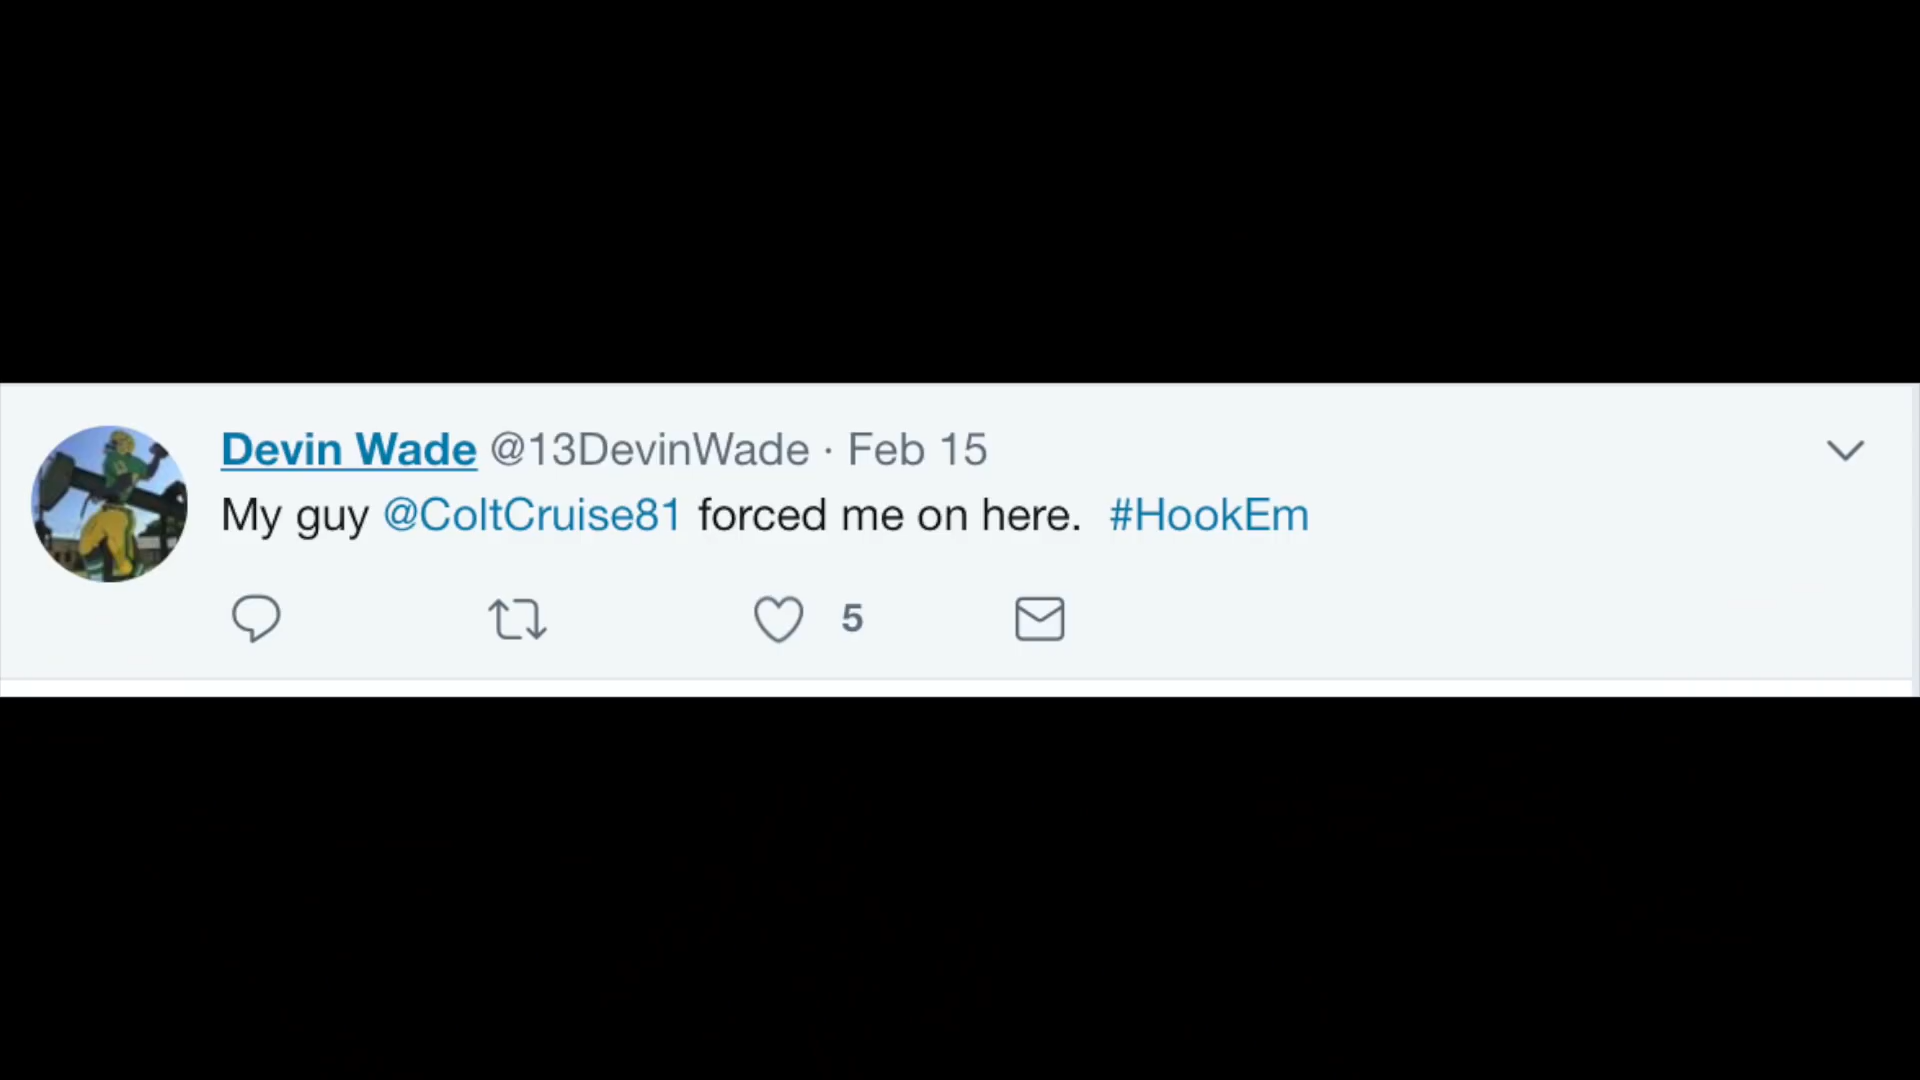 Devin Wade @13DevinWade · Feb 15
My guy @ColtCruise81 forced me on here. #HookEm
5